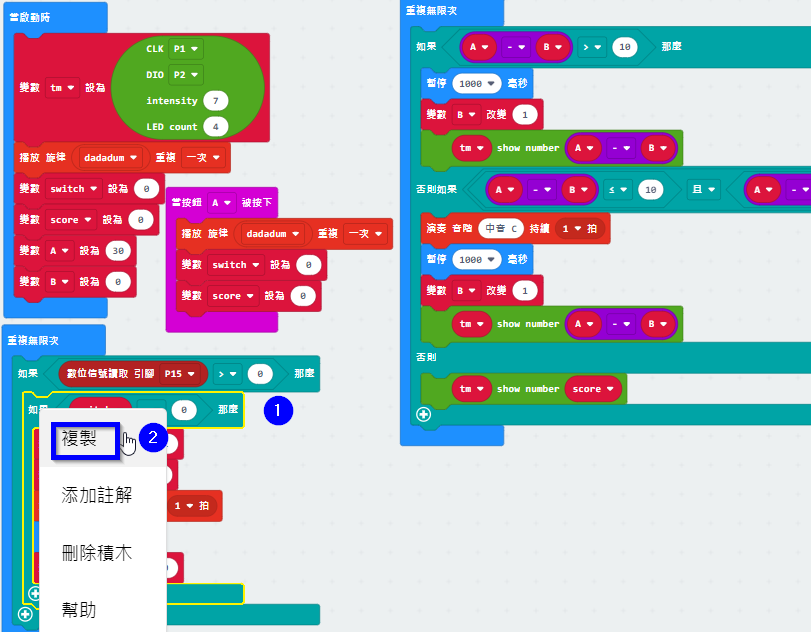 當啟動時
CLK P1
DIO P2
變數 tm 設為
intensity 7
LED count 4
播放 旋律 dadadum 重複 一次
變數 switch 設為 0
變數 score 設為 0
變數 A 設為 30
變數 B 設為 0
當按鈕 A 被按下
播放 旋律 dadadum 重複 一次
變數 switch 設為 0
變數 score 設為 0
重複無限次
如果 數位信號讀取 引腳 P15 > 0 那麼
如 0 那麼
1
複製
2
添加註解
1 拍
刪除積木
幫助
重複無限次
如果 A - B > 10 那麼
暫停 1000 毫秒
變數 B 改變 1
tm show number A - B
否則如果 A - B ≤ 10 且 A -
演奏 音階 中音 C 持續 1 拍
暫停 1000 毫秒
變數 B 改變 1
tm show number A - B
否則
tm show number score